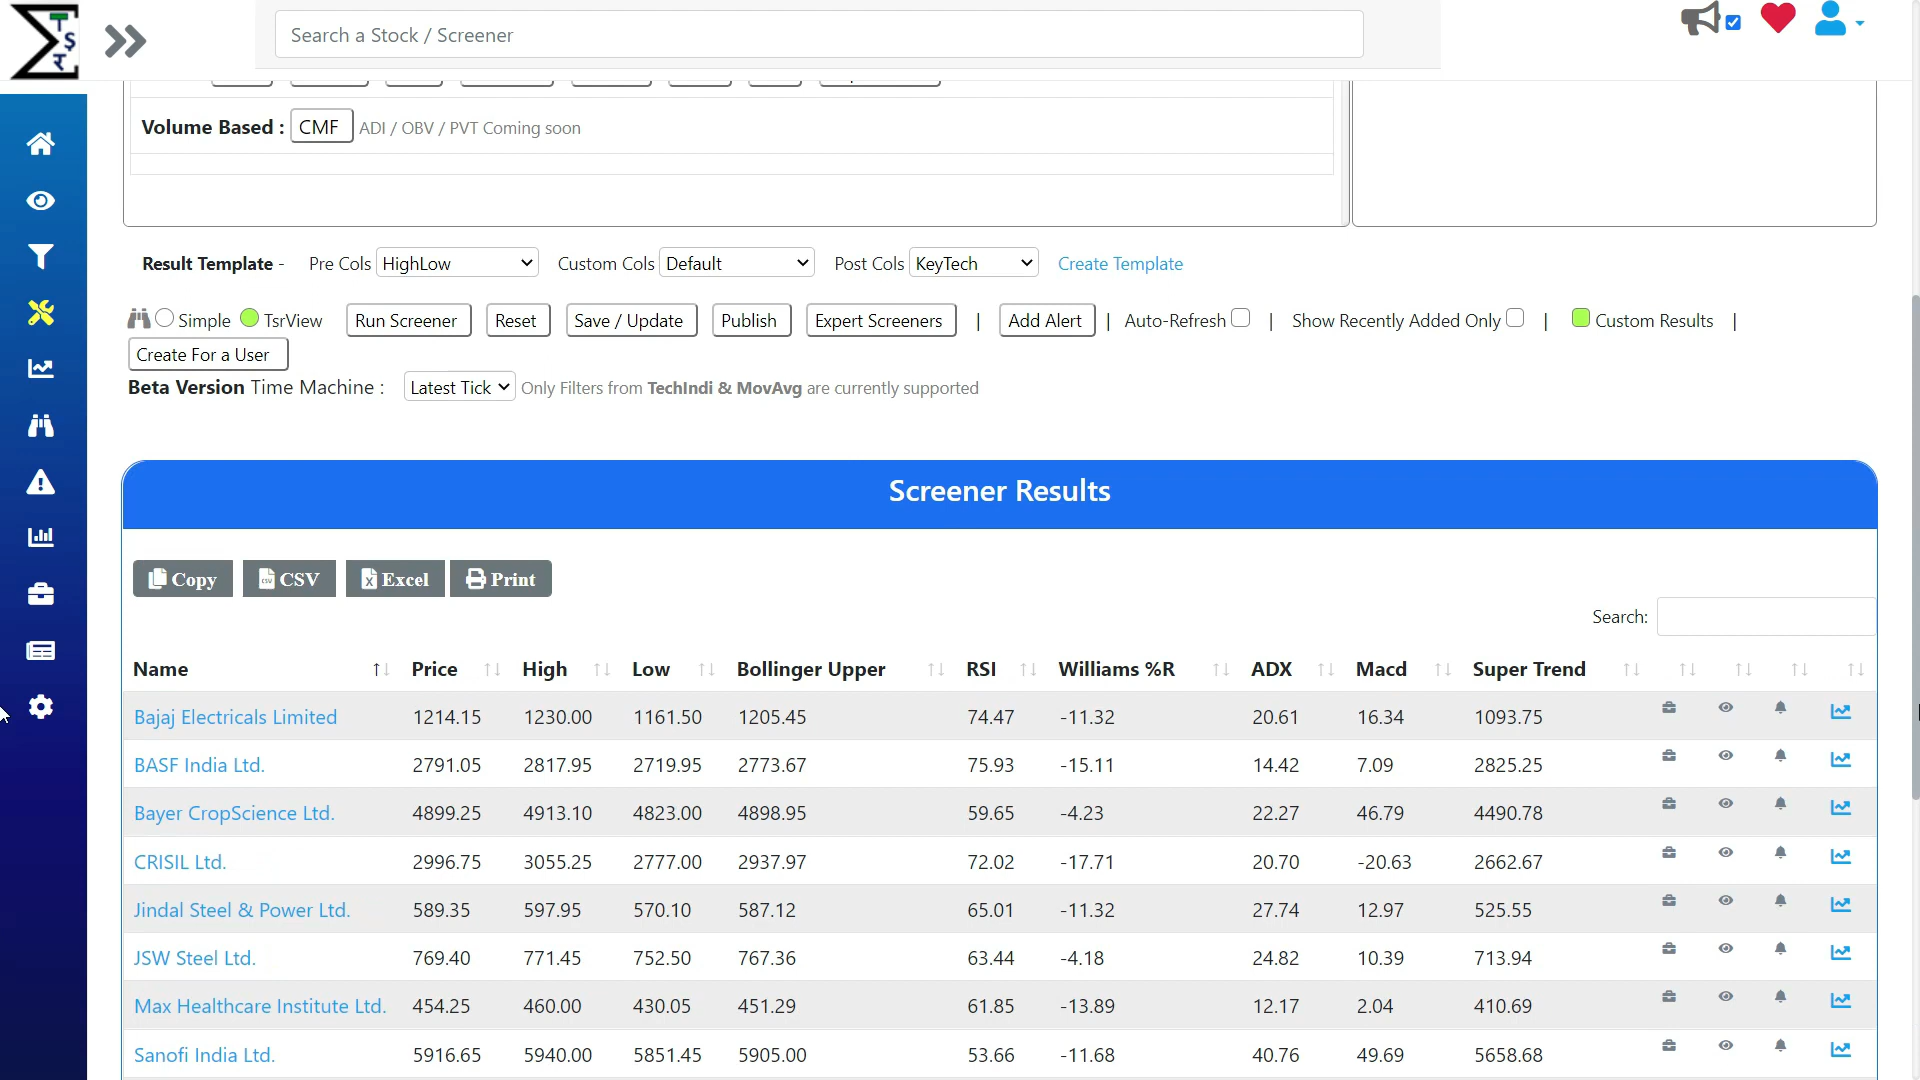 Search a Stock / Screener
Volume Based : CMF ADI / OBV / PVT Coming soon
Result Template - Pre Cols HighLow Custom Cols Default Post Cols KeyTech Create Template
Simple TsrView Run Screener Reset Save / Update Publish Expert Screeners | Add Alert | Auto-Refresh | Show Recently Added Only | Custom Results |
Create For a User
Beta Version Time Machine : Latest Tick Only Filters from TechIndi & MovAvg are currently supported
Screener Results
Copy CSV Excel Print
Search:
Name Price High Low Bollinger Upper RSI Williams %R ADX Macd Super Trend
Bajaj Electricals Limited 1214.15 1230.00 1161.50 1205.45 74.47 -11.32 20.61 16.34 1093.75
BASF India Ltd. 2791.05 2817.95 2719.95 2773.67 75.93 -15.11 14.42 7.09 2825.25
Bayer CropScience Ltd. 4899.25 4913.10 4823.00 4898.95 59.65 -4.23 22.27 46.79 4490.78
CRISIL Ltd. 2996.75 3055.25 2777.00 2937.97 72.02 -17.71 20.70 -20.63 2662.67
Jindal Steel & Power Ltd. 589.35 597.95 570.10 587.12 65.01 -11.32 27.74 12.97 525.55
JSW Steel Ltd. 769.40 771.45 752.50 767.36 63.44 -4.18 24.82 10.39 713.94
Max Healthcare Institute Ltd. 454.25 460.00 430.05 451.29 61.85 -13.89 12.17 2.04 410.69
Sanofi India Ltd. 5916.65 5940.00 5851.45 5905.00 53.66 -11.68 40.76 49.69 5658.68